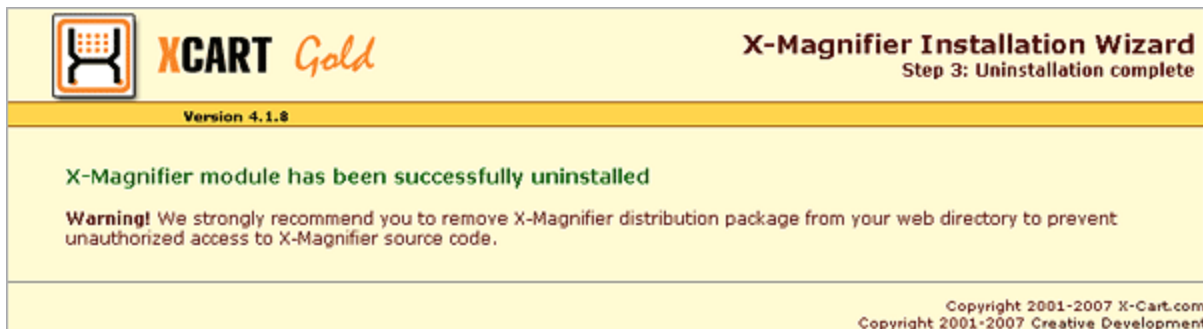 XCART Gold
X-Magnifier Installation Wizard
Step 3: Uninstallation complete
Version 4.1.8
X-Magnifier module has been successfully uninstalled
Warning! We strongly recommend you to remove X-Magnifier distribution package from your web directory to prevent
unauthorized access to X-Magnifier source code.
Copyright 2001-2007 X-Cart.com
Copyright 2001-2007 Creative Development